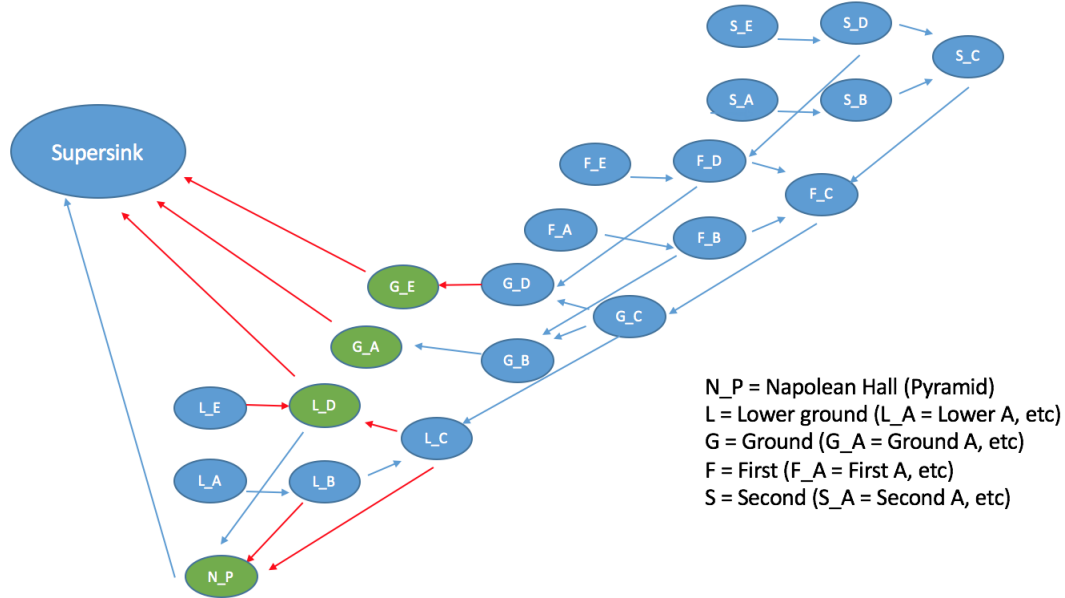 S_E
S_D
S_C
S_A
S_B
Supersink
F_E
F_D
F_C
F_A
F_B
G_E
G_D
G_C
G_A
G_B
L_E
L_D
L_C
L_A
L_B
N_P
N_P = Napolean Hall (Pyramid)
L = Lower ground (L_A = Lower A, etc)
G = Ground (G_A = Ground A, etc)
F = First (F_A = First A, etc)
S = Second (S_A = Second A, etc)